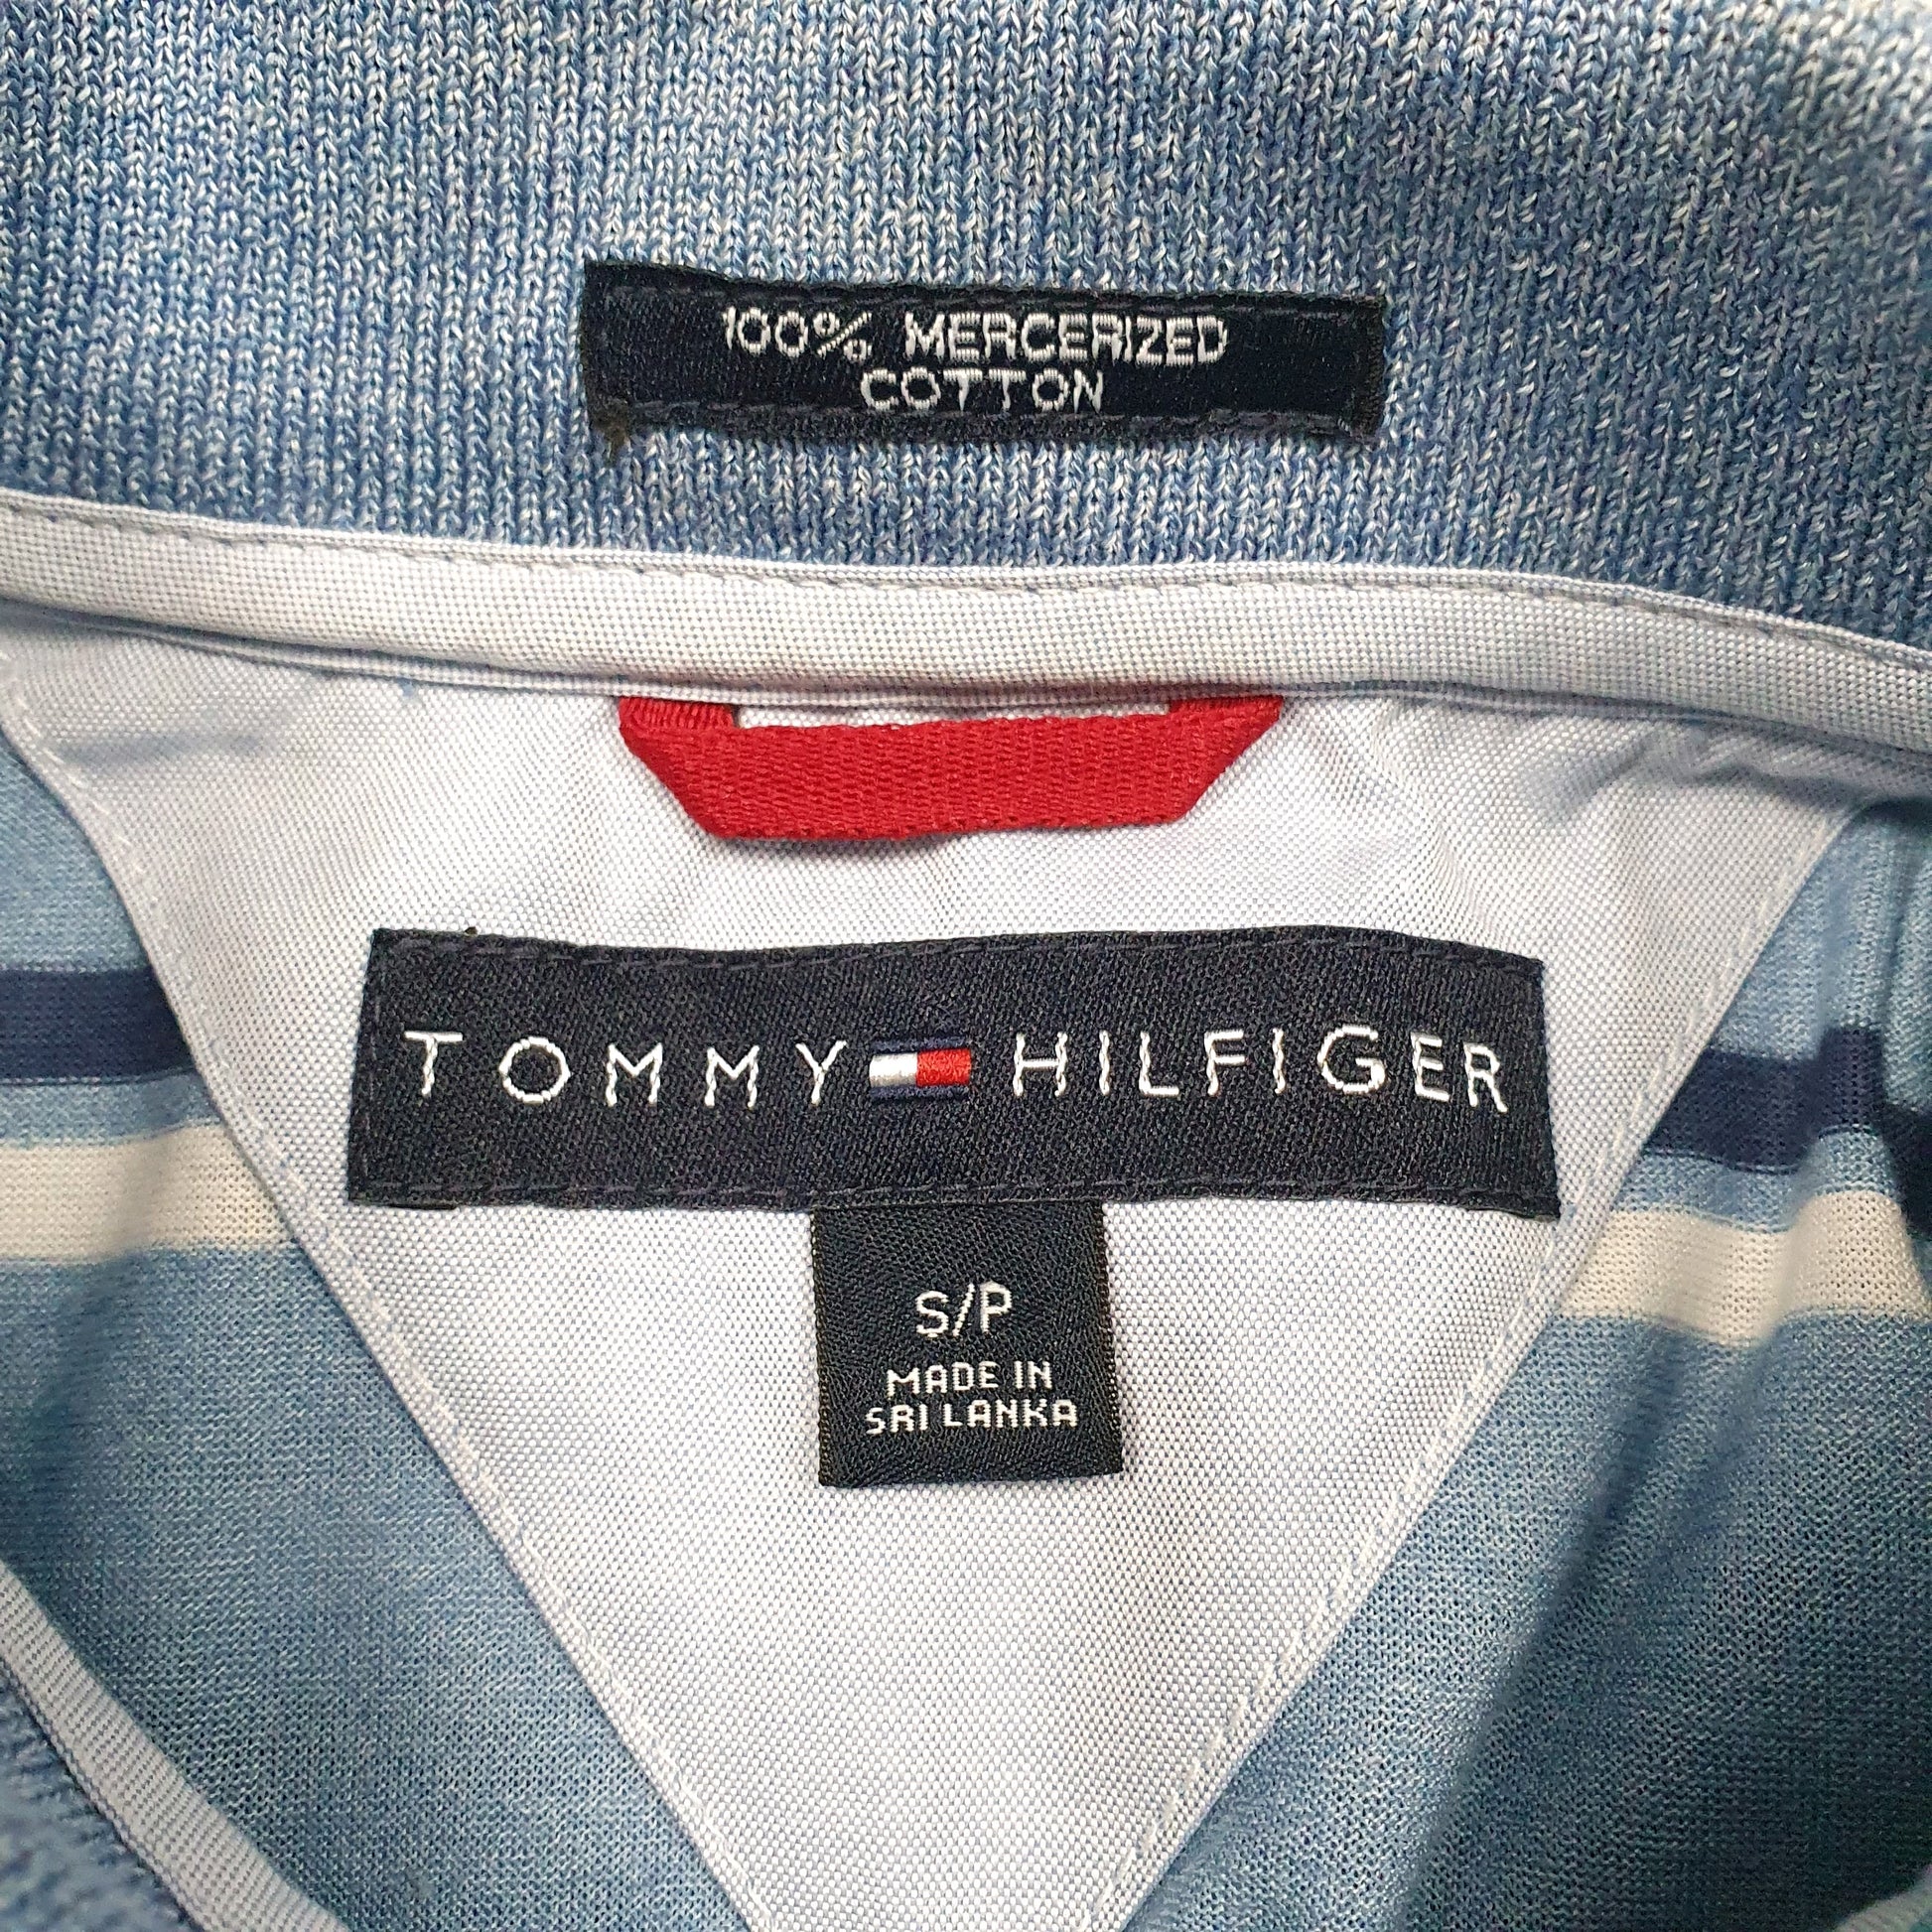 100% MERCERIZED
COTTON
TOMMY HILFIGER
S/P
MADE IN
SRI LANKA